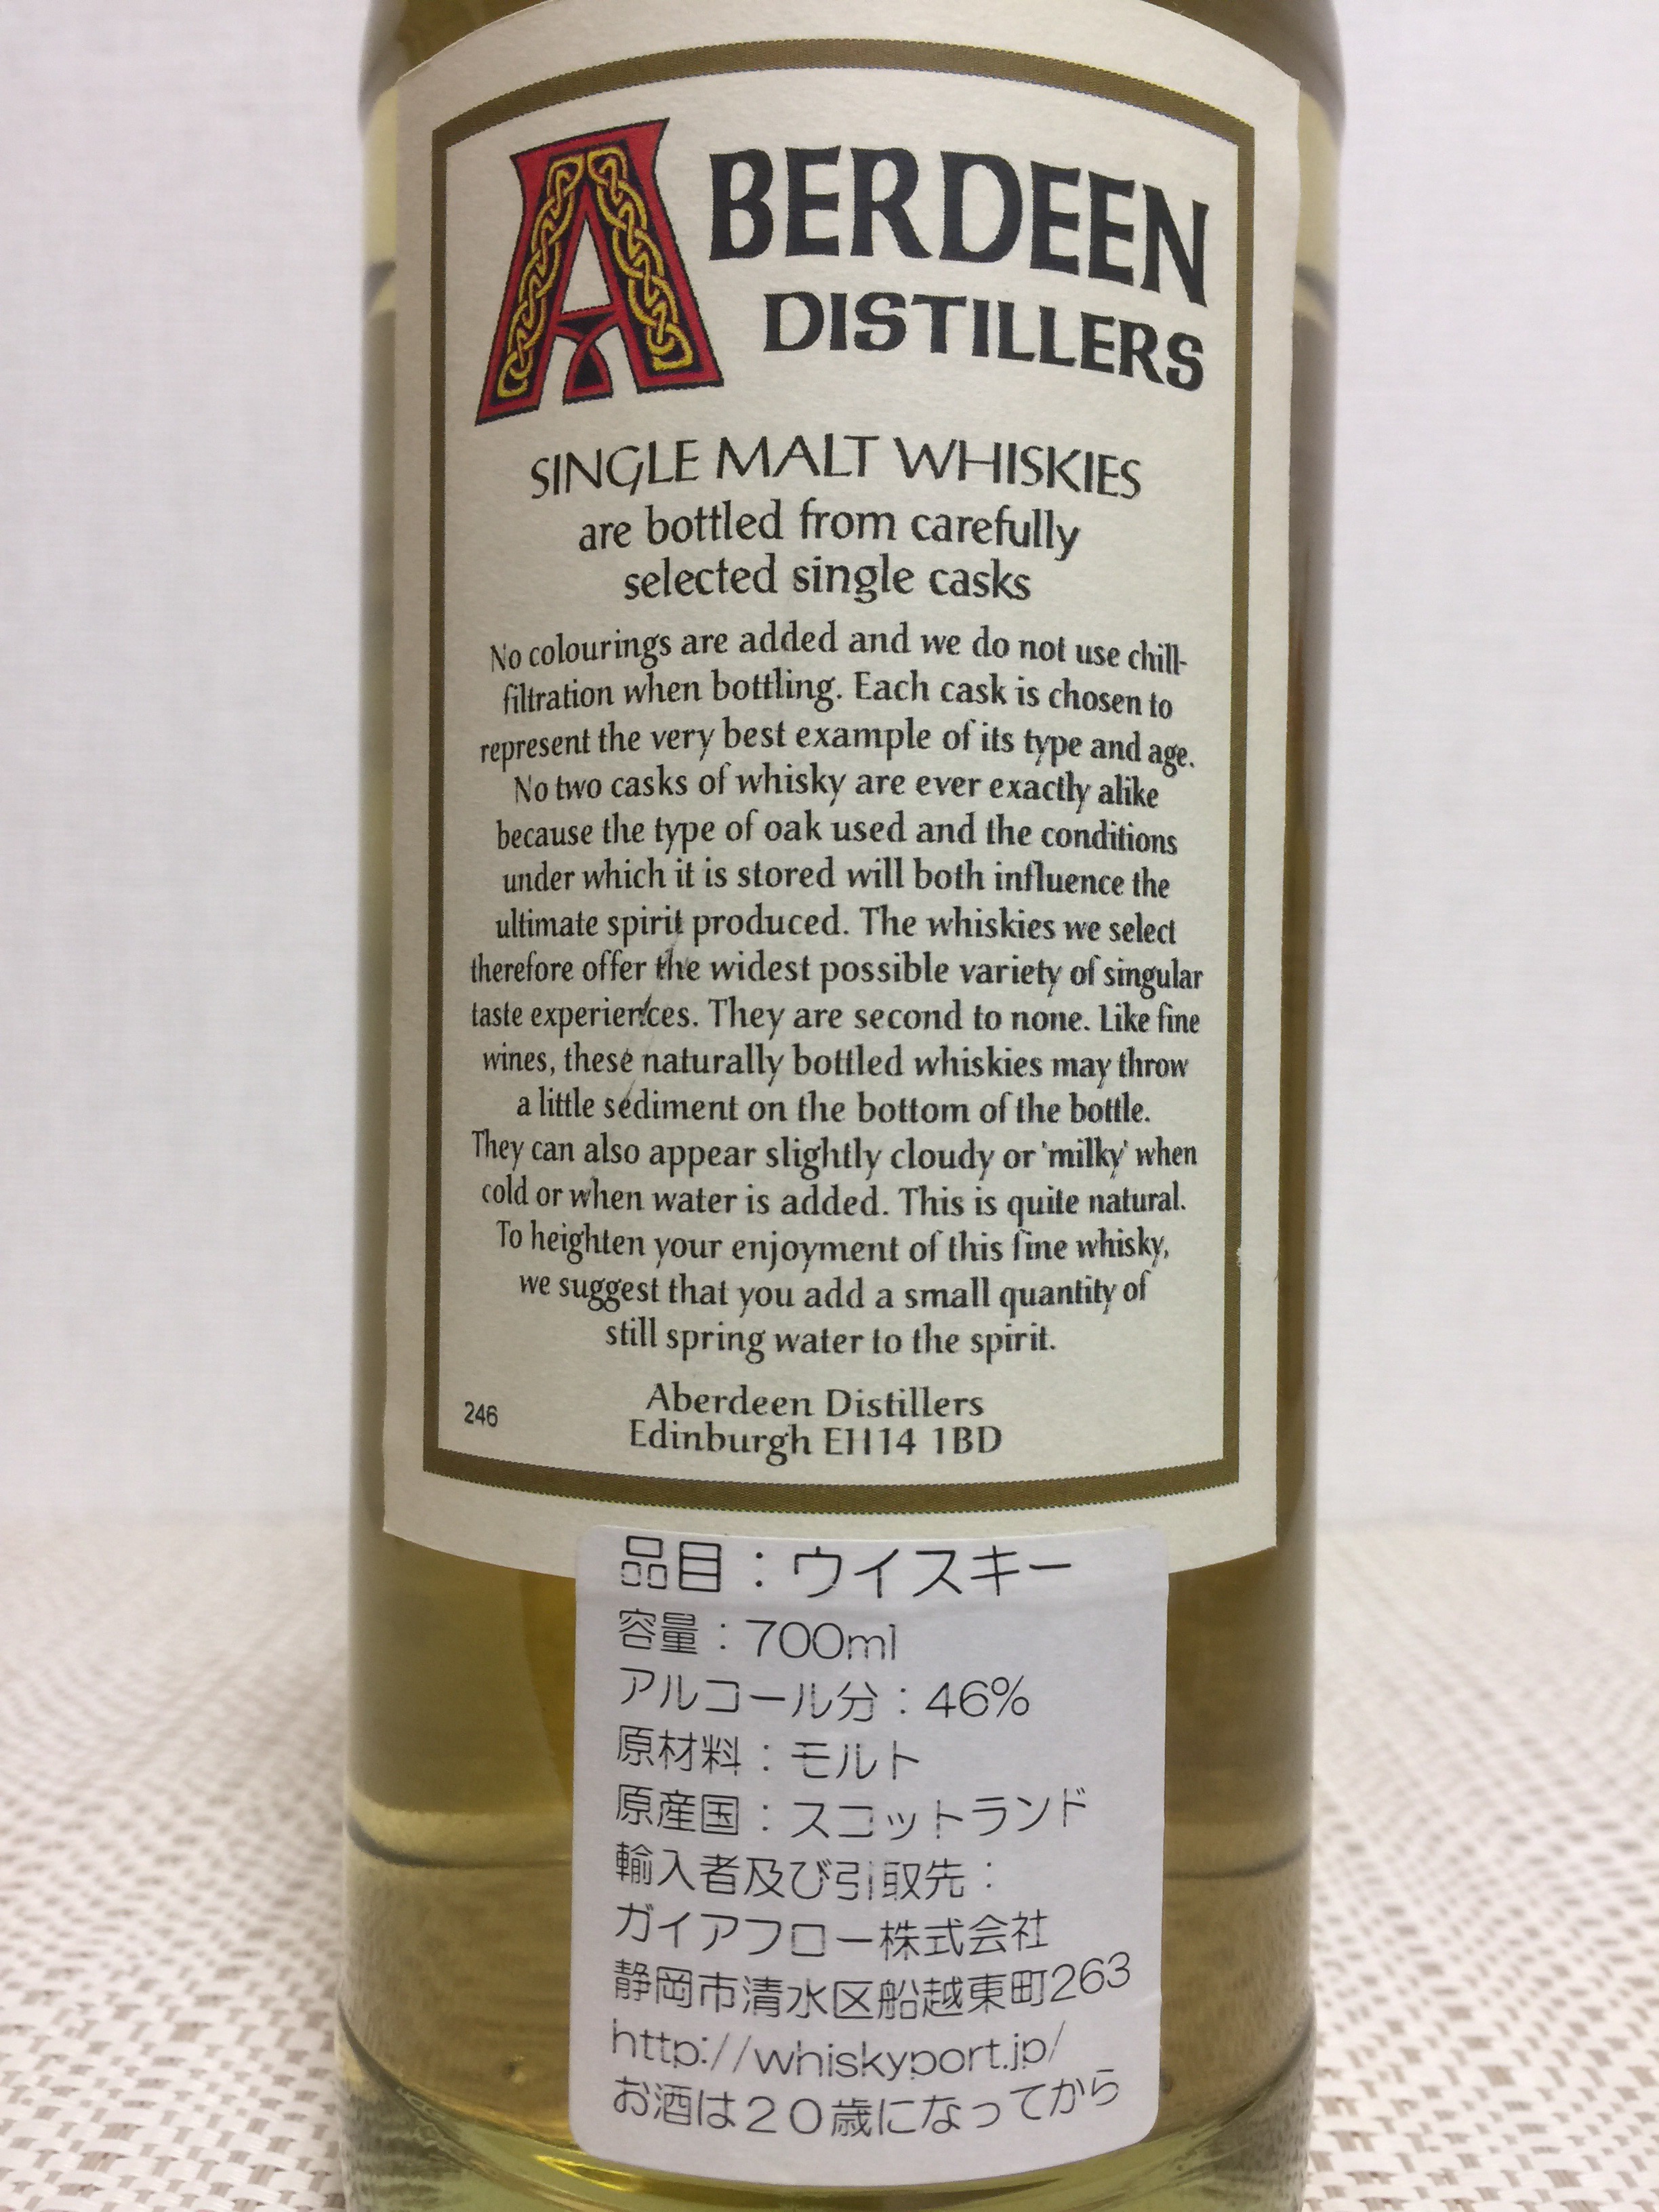 ABERDEEN
DISTILLERS
SINGLE MALT WHISKIES
are bottled from carefully
selected single casks
No colourings are added and we do not use chill-
filtration when bottling. Each cask is chosen to
represent the very best example of its type and age.
No two casks of whisky are ever exactly alike
because the type of oak used and the conditions
under which it is stored will both influence the
ultimate spirit produced. The whiskies we select
therefore offer the widest possible variety of singular
taste experiences. They are second to none. Like fine
wines, these naturally bottled whiskies may throw
a little sediment on the bottom of the bottle.
They can also appear slightly cloudy or 'milky' when
cold or when water is added. This is quite natural.
To heighten your enjoyment of this fine whisky,
we suggest that you add a small quantity of
still spring water to the spirit.
Aberdeen Distillers
246 Edinburgh EH14 1BD
品目：ウイスキー
容量：700ml
アルコール分：46%
原材料：モルト
原産国：スコットランド
輸入者及び引取先：
ガイアフロー株式会社
静岡市清水区船越東町263
http://whiskyport.jp/
お酒は20歳になってから